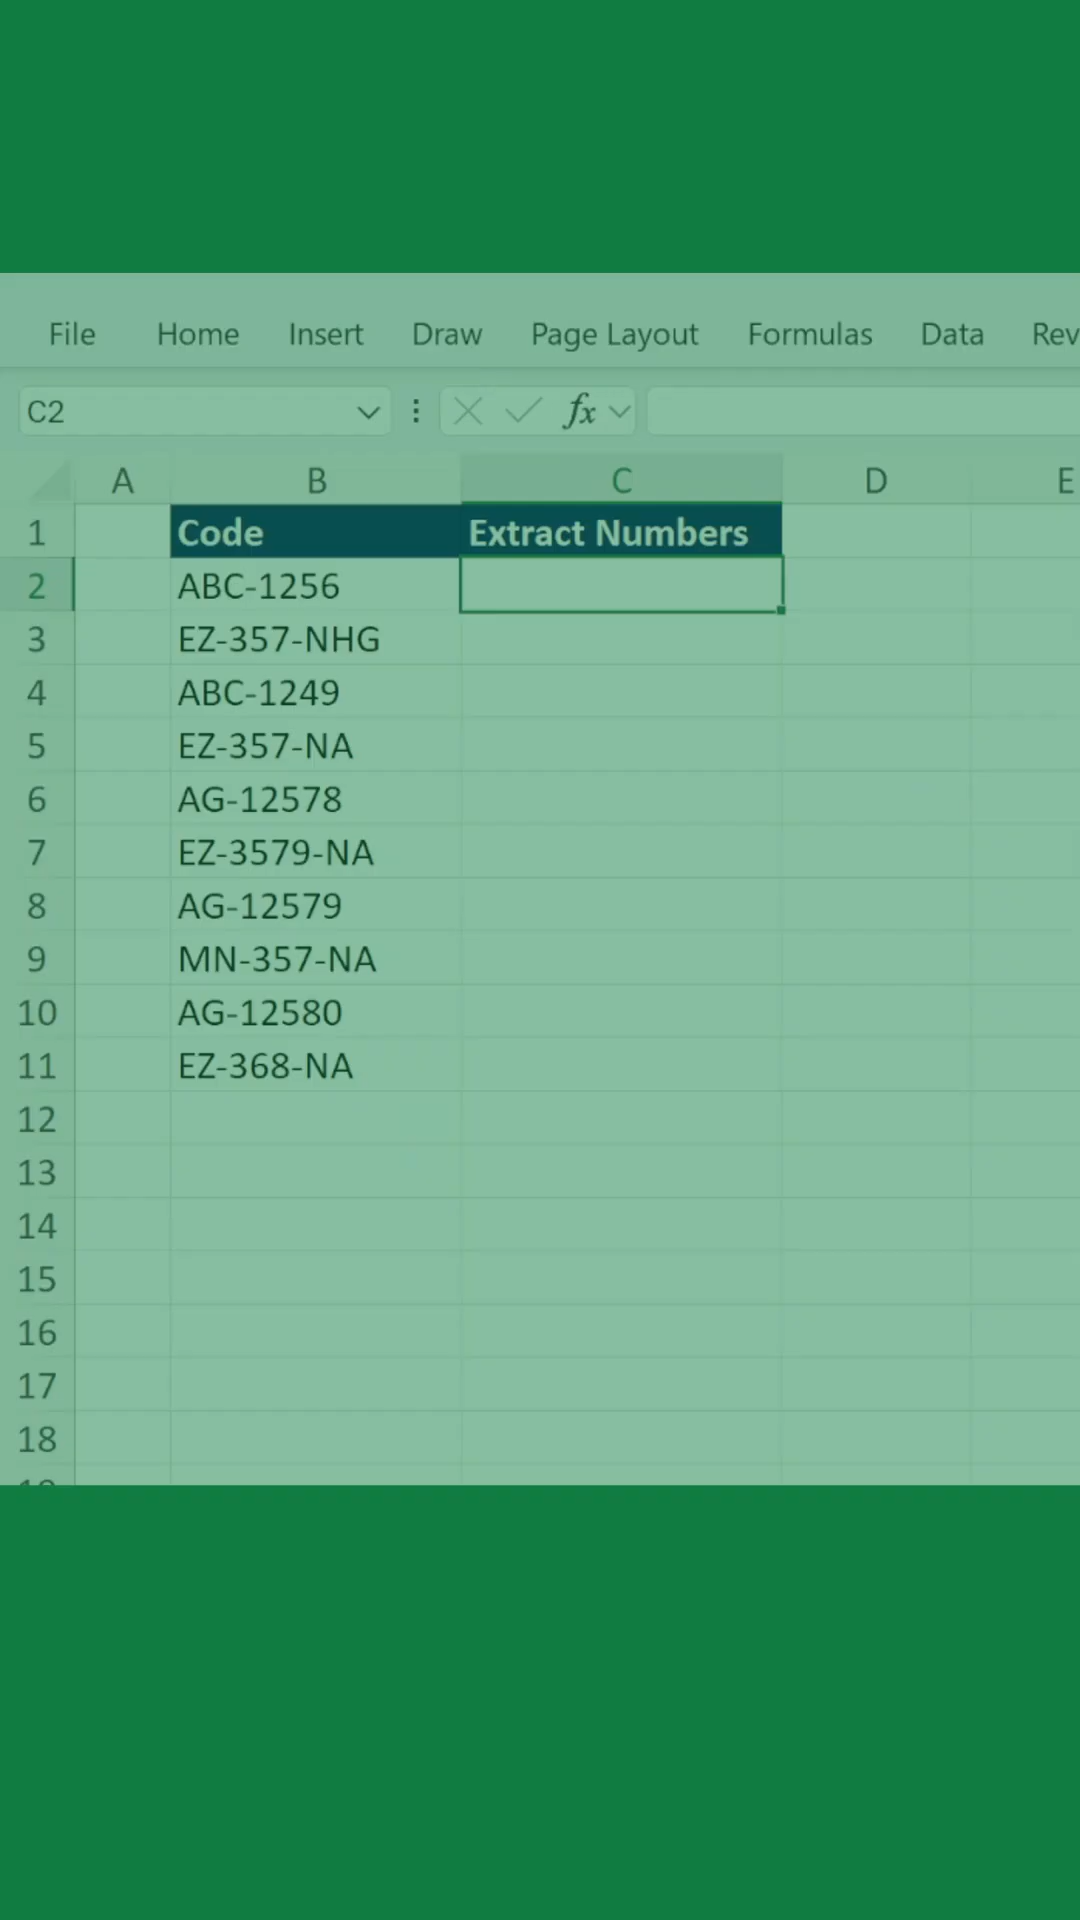 File Home Insert Draw Page Layout Formulas Data Rev
C2 fx
A B C D E
1 Code Extract Numbers
2 ABC-1256
3 EZ-357-NHG
4 ABC-1249
5 EZ-357-NA
6 AG-12578
7 EZ-3579-NA
8 AG-12579
9 MN-357-NA
10 AG-12580
11 EZ-368-NA
12
13
14
15
16
17
18